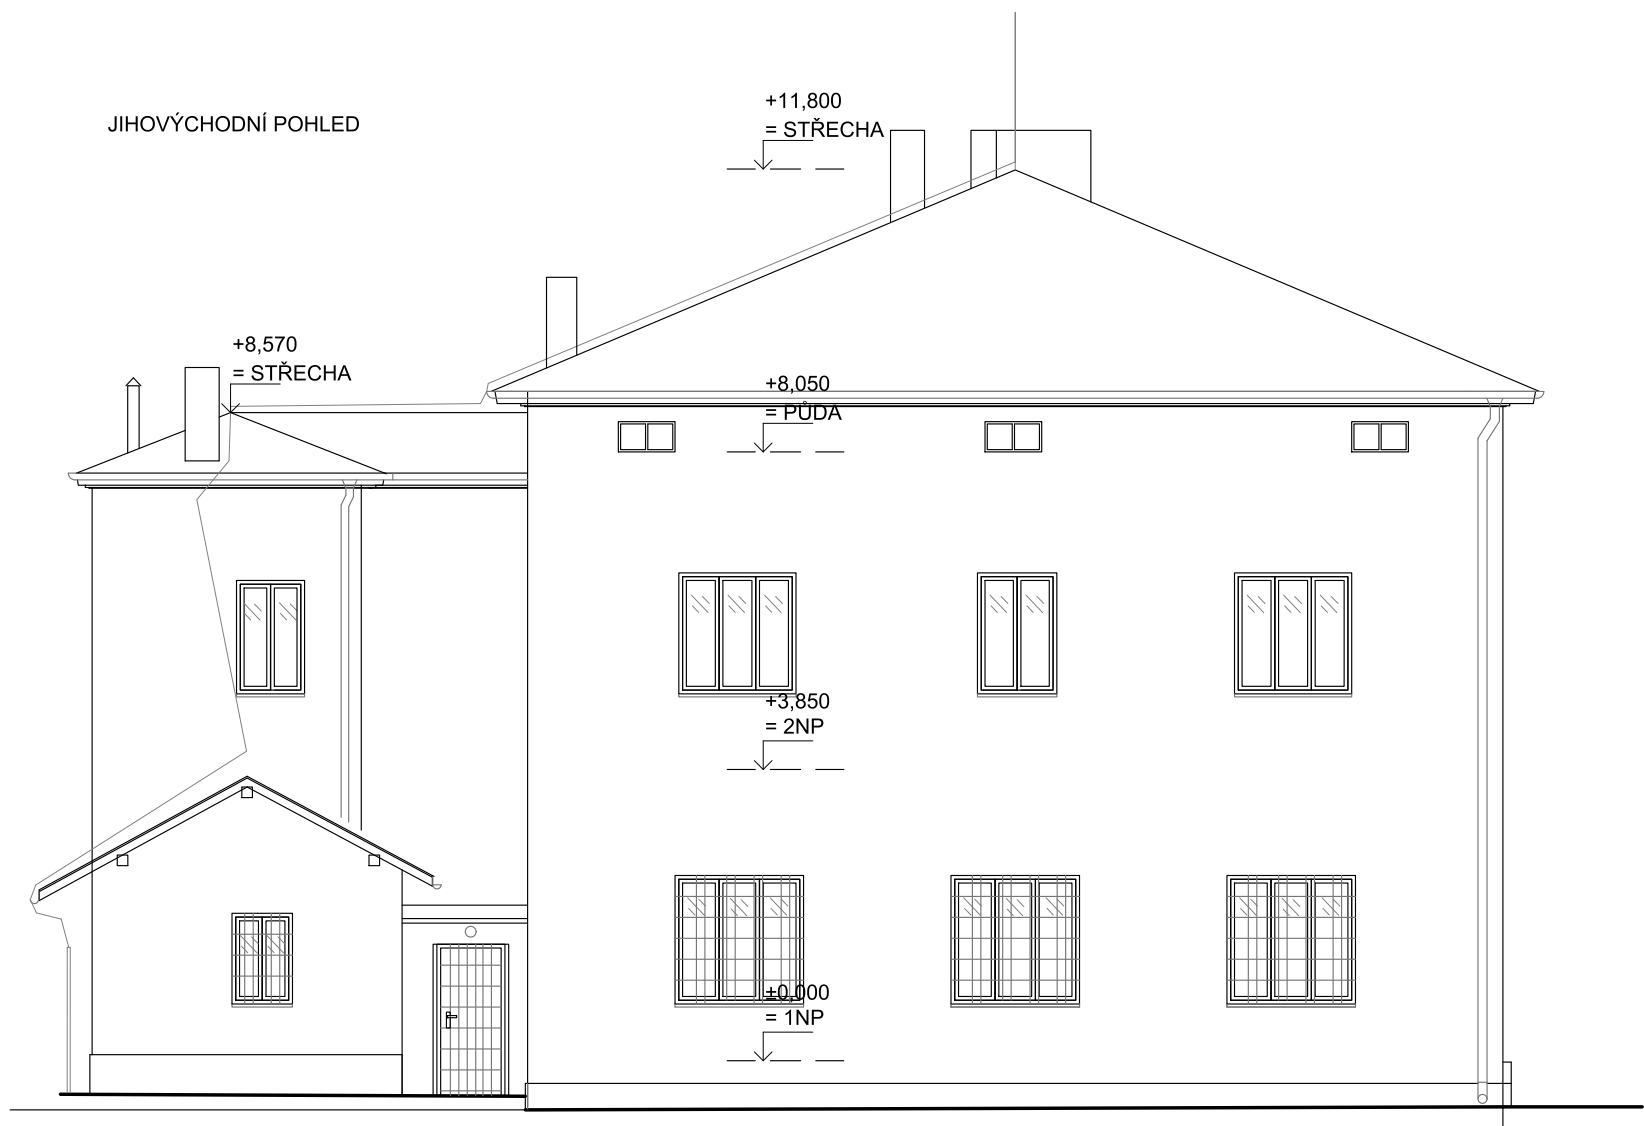 JIHOVÝCHODNÍ POHLED
+11,800
= STŘECHA
+8,570
= STŘECHA
+8,050
= PŮDA
+3,850
= 2NP
±0,000
= 1NP